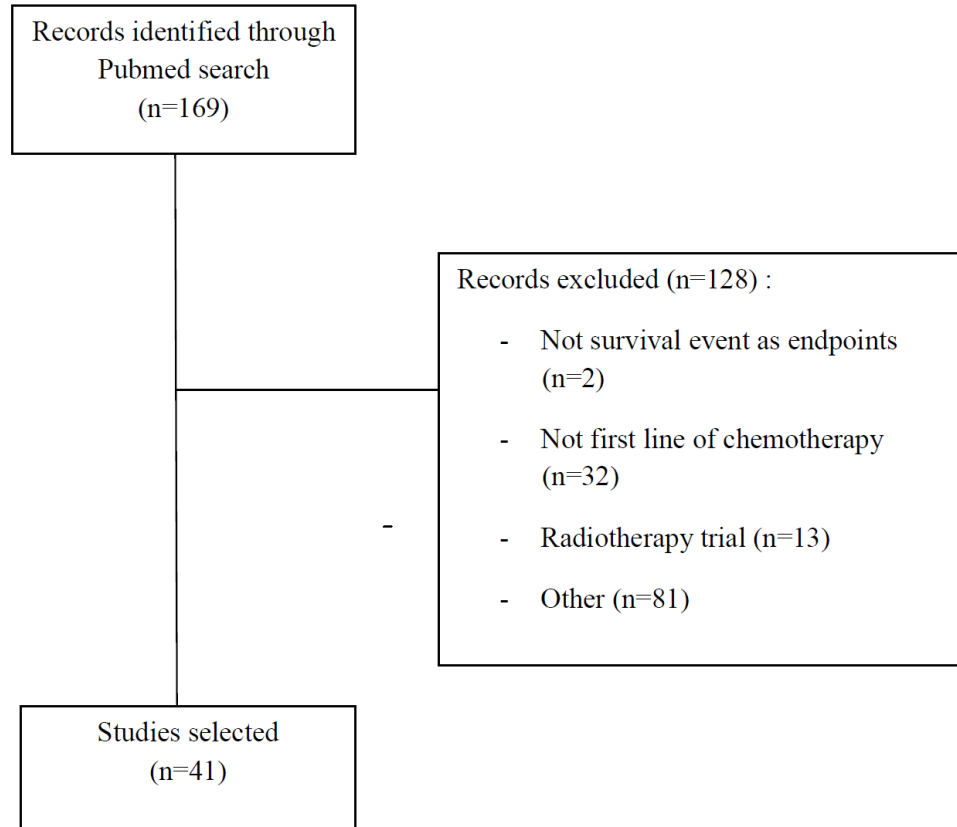 Records identified through
Pubmed search
(n=169)
Records excluded (n=128) :
- Not survival event as endpoints
(n=2)
- Not first line of chemotherapy
(n=32)
-
- Radiotherapy trial (n=13)
- Other (n=81)
Studies selected
(n=41)